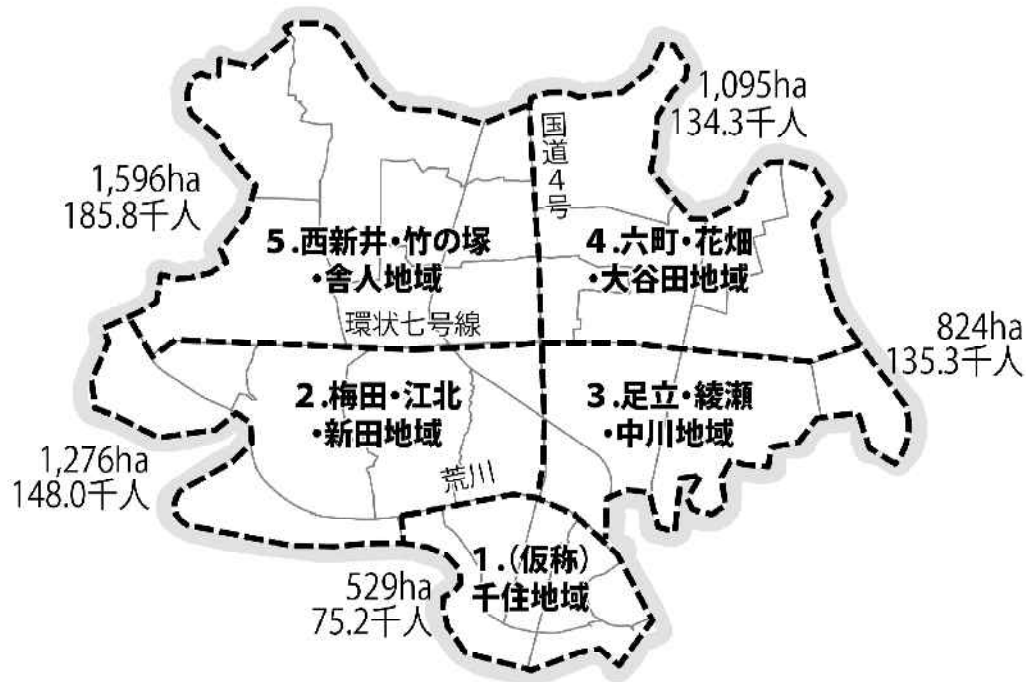 1,095ha
134.3千人
国道4号
1,596ha
185.8千人
5.西新井・竹の塚
・舎人地域
4.六町・花畑
・大谷田地域
環状七号線
824ha
135.3千人
2.梅田・江北
・新田地域
3.足立・綾瀬
・中川地域
1,276ha
148.0千人
荒川
1.(仮称)
千住地域
529ha
75.2千人